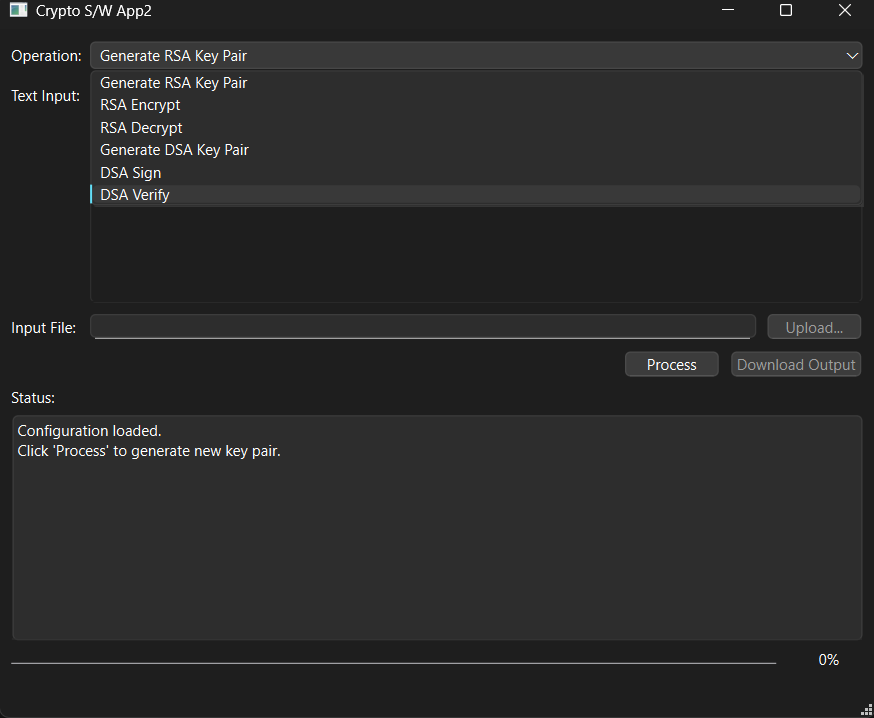 Crypto S/W App2
Operation: Generate RSA Key Pair
Text Input:
Generate RSA Key Pair
RSA Encrypt
RSA Decrypt
Generate DSA Key Pair
DSA Sign
DSA Verify
Input File: Upload...
Process Download Output
Status:
Configuration loaded.
Click 'Process' to generate new key pair.
0%